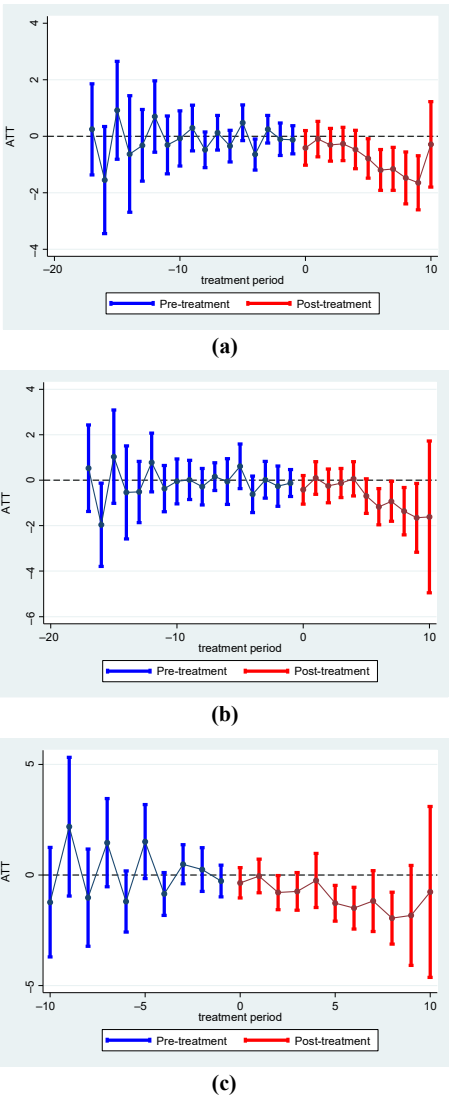 4
2
0
−2
−4
ATT
−20
−10
0
10
treatment period
Pre-treatment
Post-treatment
(a)
4
2
0
−2
−4
−6
ATT
−20
−10
0
10
treatment period
Pre-treatment
Post-treatment
(b)
5
0
−5
ATT
−10
−5
0
5
10
treatment period
Pre-treatment
Post-treatment
(c)